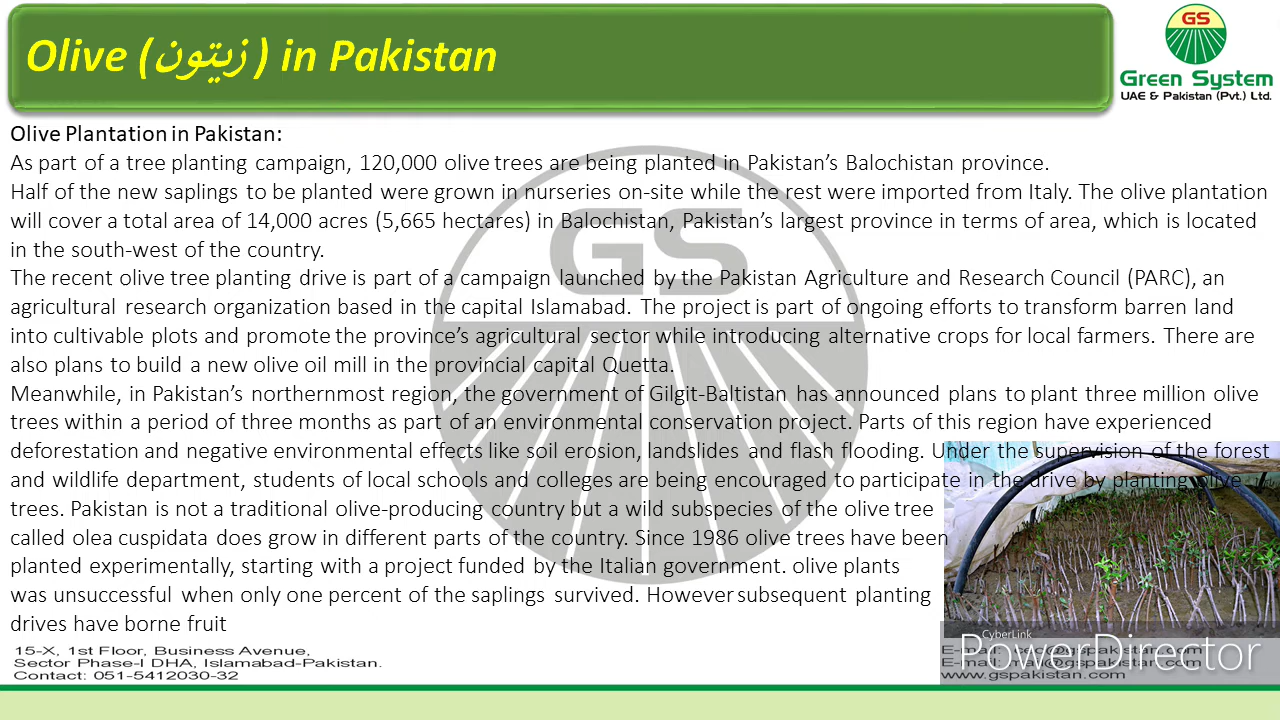 Olive (زیتون) in Pakistan
GS
Green System
UAE & Pakistan (Pvt.) Ltd.
Olive Plantation in Pakistan:
As part of a tree planting campaign, 120,000 olive trees are being planted in Pakistan's Balochistan province.
Half of the new saplings to be planted were grown in nurseries on-site while the rest were imported from Italy. The olive plantation
will cover a total area of 14,000 acres (5,665 hectares) in Balochistan, Pakistan's largest province in terms of area, which is located
in the south-west of the country.
The recent olive tree planting drive is part of a campaign launched by the Pakistan Agriculture and Research Council (PARC), an
agricultural research organization based in the capital Islamabad. The project is part of ongoing efforts to transform barren land
into cultivable plots and promote the province's agricultural sector while introducing alternative crops for local farmers. There are
also plans to build a new olive oil mill in the provincial capital Quetta.
Meanwhile, in Pakistan's northernmost region, the government of Gilgit-Baltistan has announced plans to plant three million olive
trees within a period of three months as part of an environmental conservation project. Parts of this region have experienced
deforestation and negative environmental effects like soil erosion, landslides and flash flooding. Under the supervision of the forest
and wildlife department, students of local schools and colleges are being encouraged to participate in the drive by planting olive
trees. Pakistan is not a traditional olive-producing country but a wild subspecies of the olive tree
called olea cuspidata does grow in different parts of the country. Since 1986 olive trees have been
planted experimentally, starting with a project funded by the Italian government. olive plants
was unsuccessful when only one percent of the saplings survived. However subsequent planting
drives have borne fruit
GS
15-X, 1st Floor, Business Avenue,
Sector Phase-I DHA, Islamabad-Pakistan.
Contact: 051-5412030-32
CyberLink
PowerDirector
E-mail: @gspakistan.com
E-mail: @gspakistan.com
www.gspakistan.com